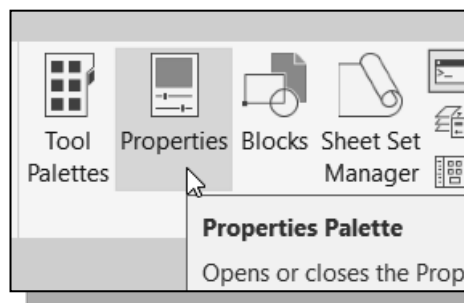 Tool Palettes
Properties
Blocks
Sheet Set Manager
Properties Palette
Opens or closes the Prop